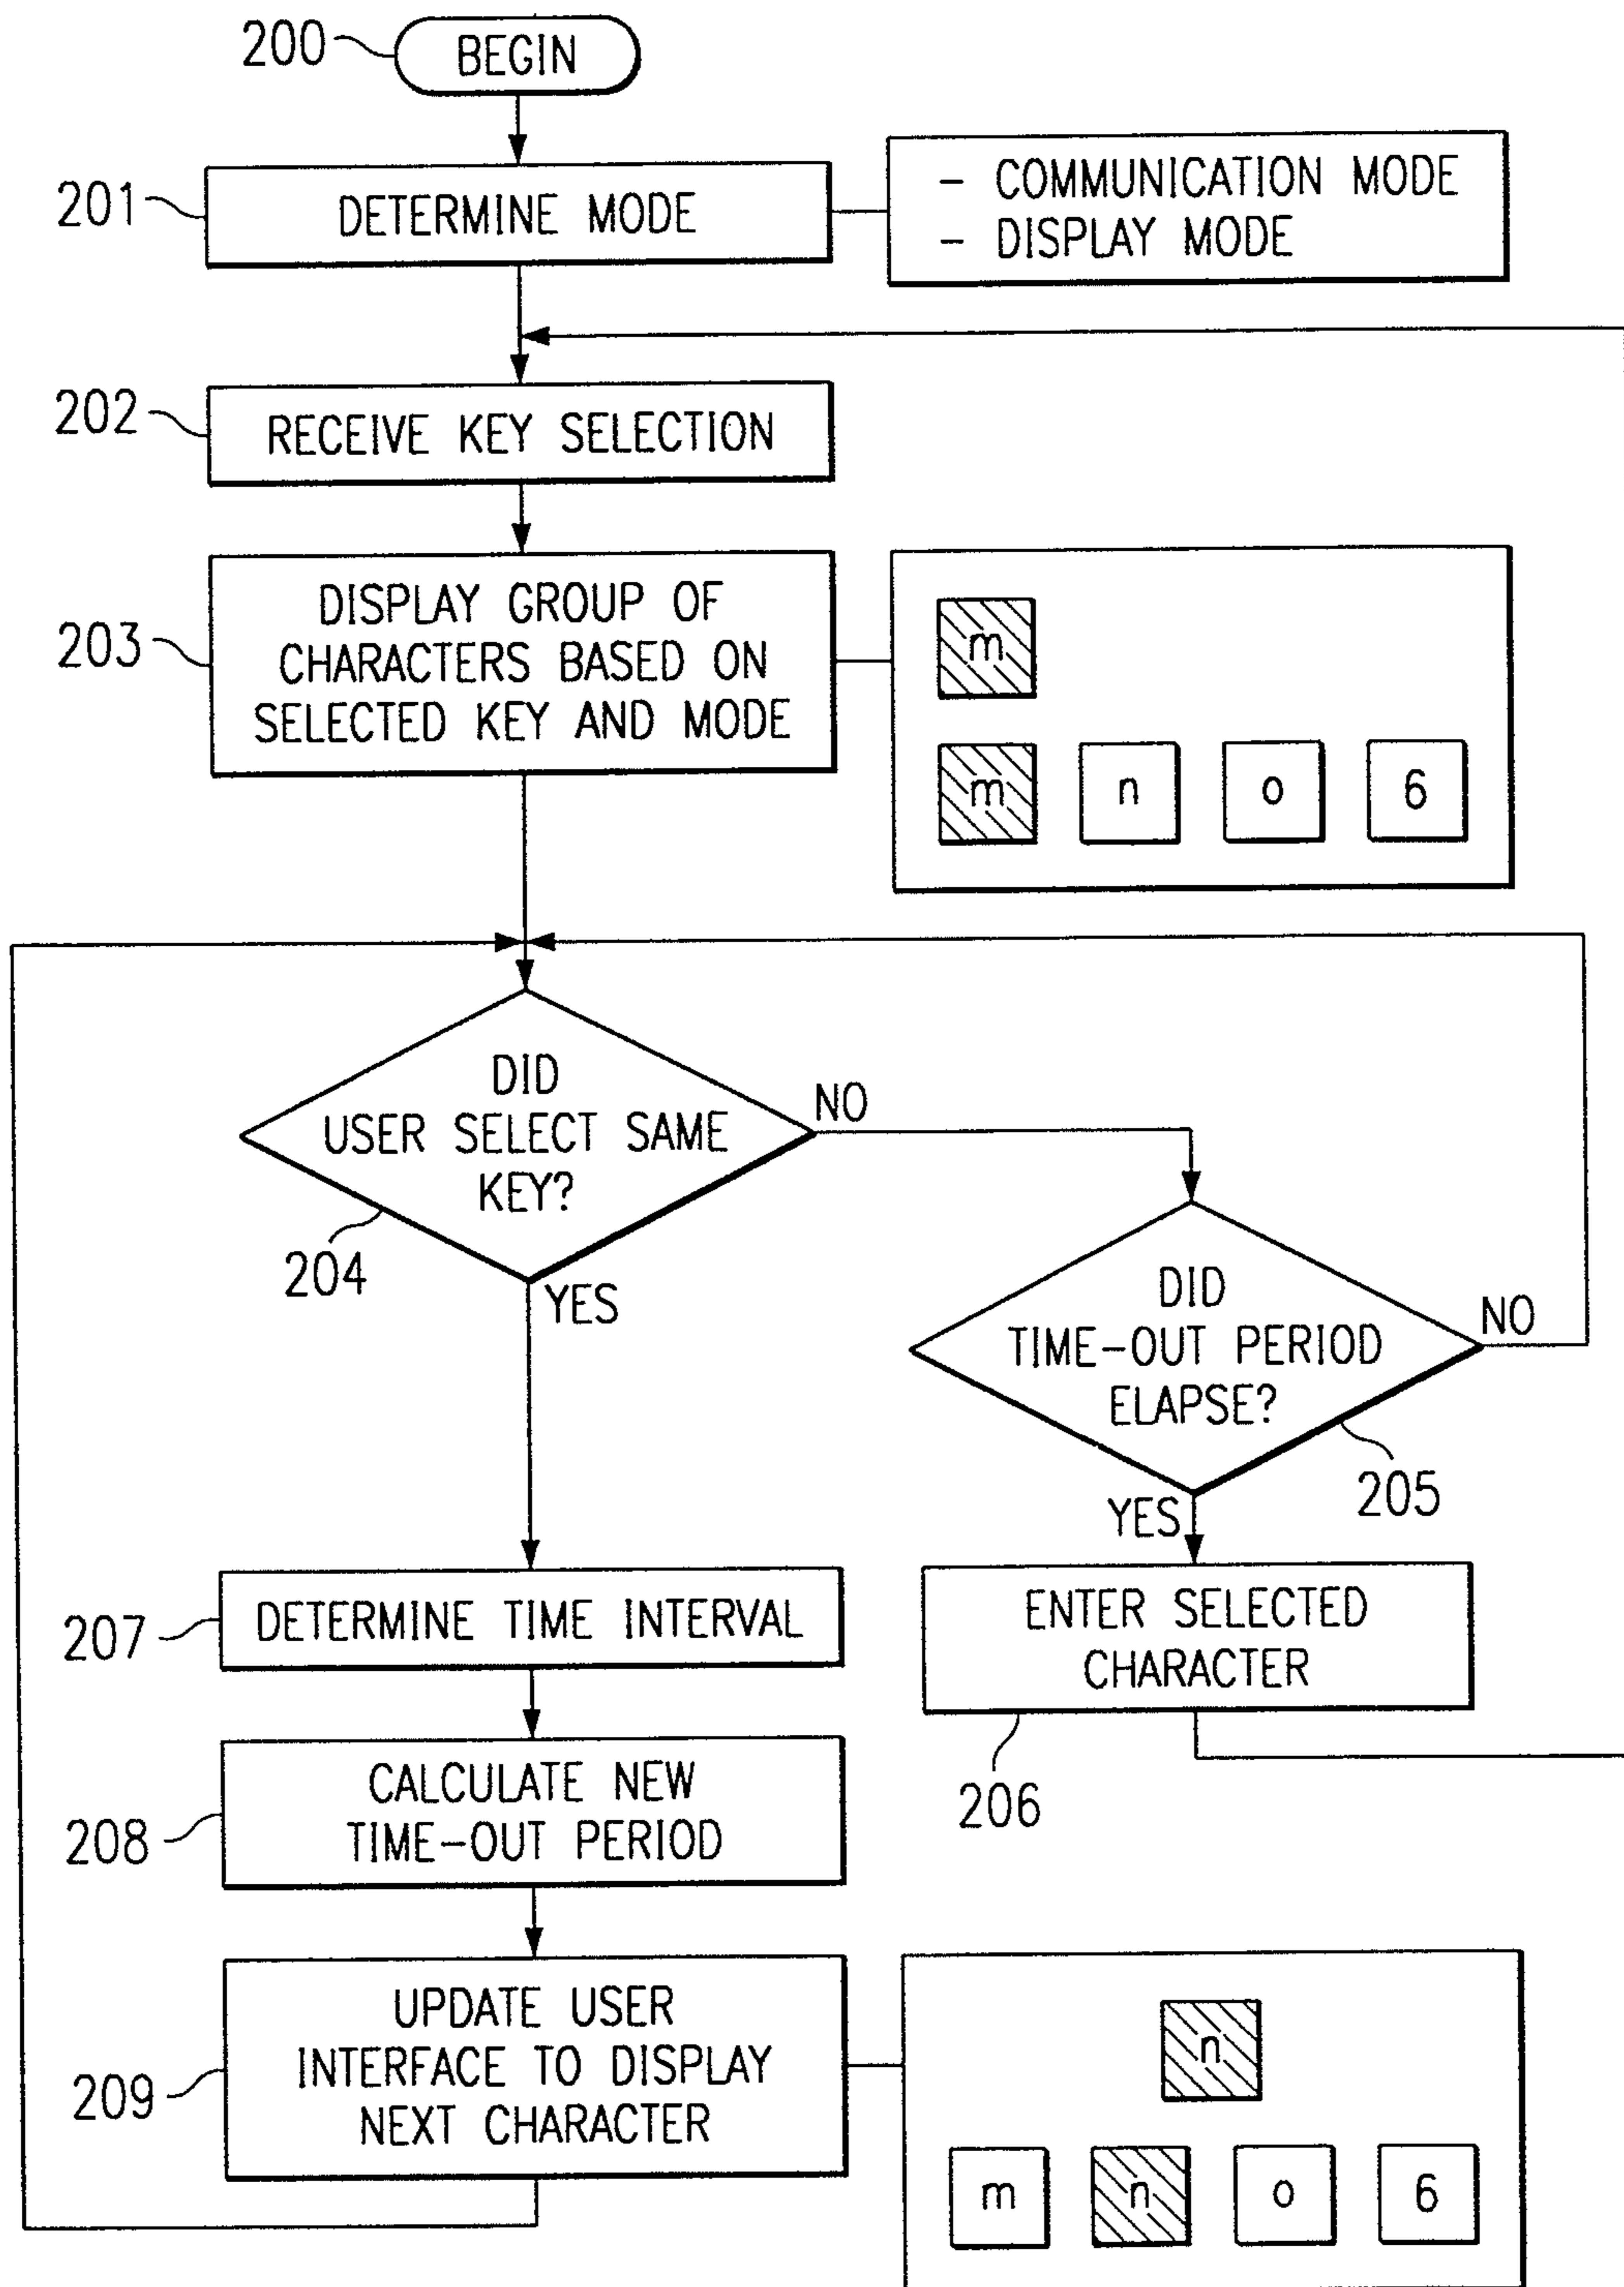 200
BEGIN
201
DETERMINE MODE
- COMMUNICATION MODE
- DISPLAY MODE
202
RECEIVE KEY SELECTION
203
DISPLAY GROUP OF
CHARACTERS BASED ON
SELECTED KEY AND MODE
m
m n o 6
DID
USER SELECT SAME
KEY?
NO
204
YES
DID
TIME-OUT PERIOD
ELAPSE?
NO
205
YES
207
DETERMINE TIME INTERVAL
ENTER SELECTED
CHARACTER
206
208
CALCULATE NEW
TIME-OUT PERIOD
209
UPDATE USER
INTERFACE TO DISPLAY
NEXT CHARACTER
n
m n o 6